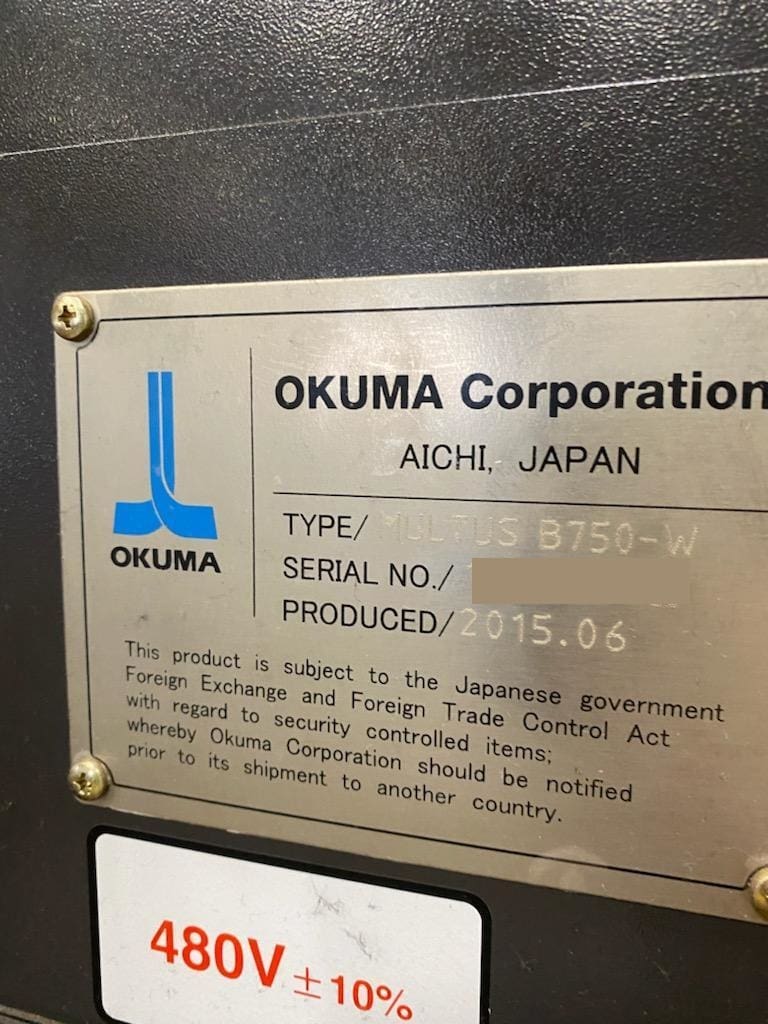 OKUMA Corporation
AICHI, JAPAN
OKUMA
TYPE/ MULTUS B750-W
SERIAL NO./
PRODUCED/2015.06
This product is subject to the Japanese government
Foreign Exchange and Foreign Trade Control Act
with regard to security controlled items;
whereby Okuma Corporation should be notified
prior to its shipment to another country.
480V ±10%